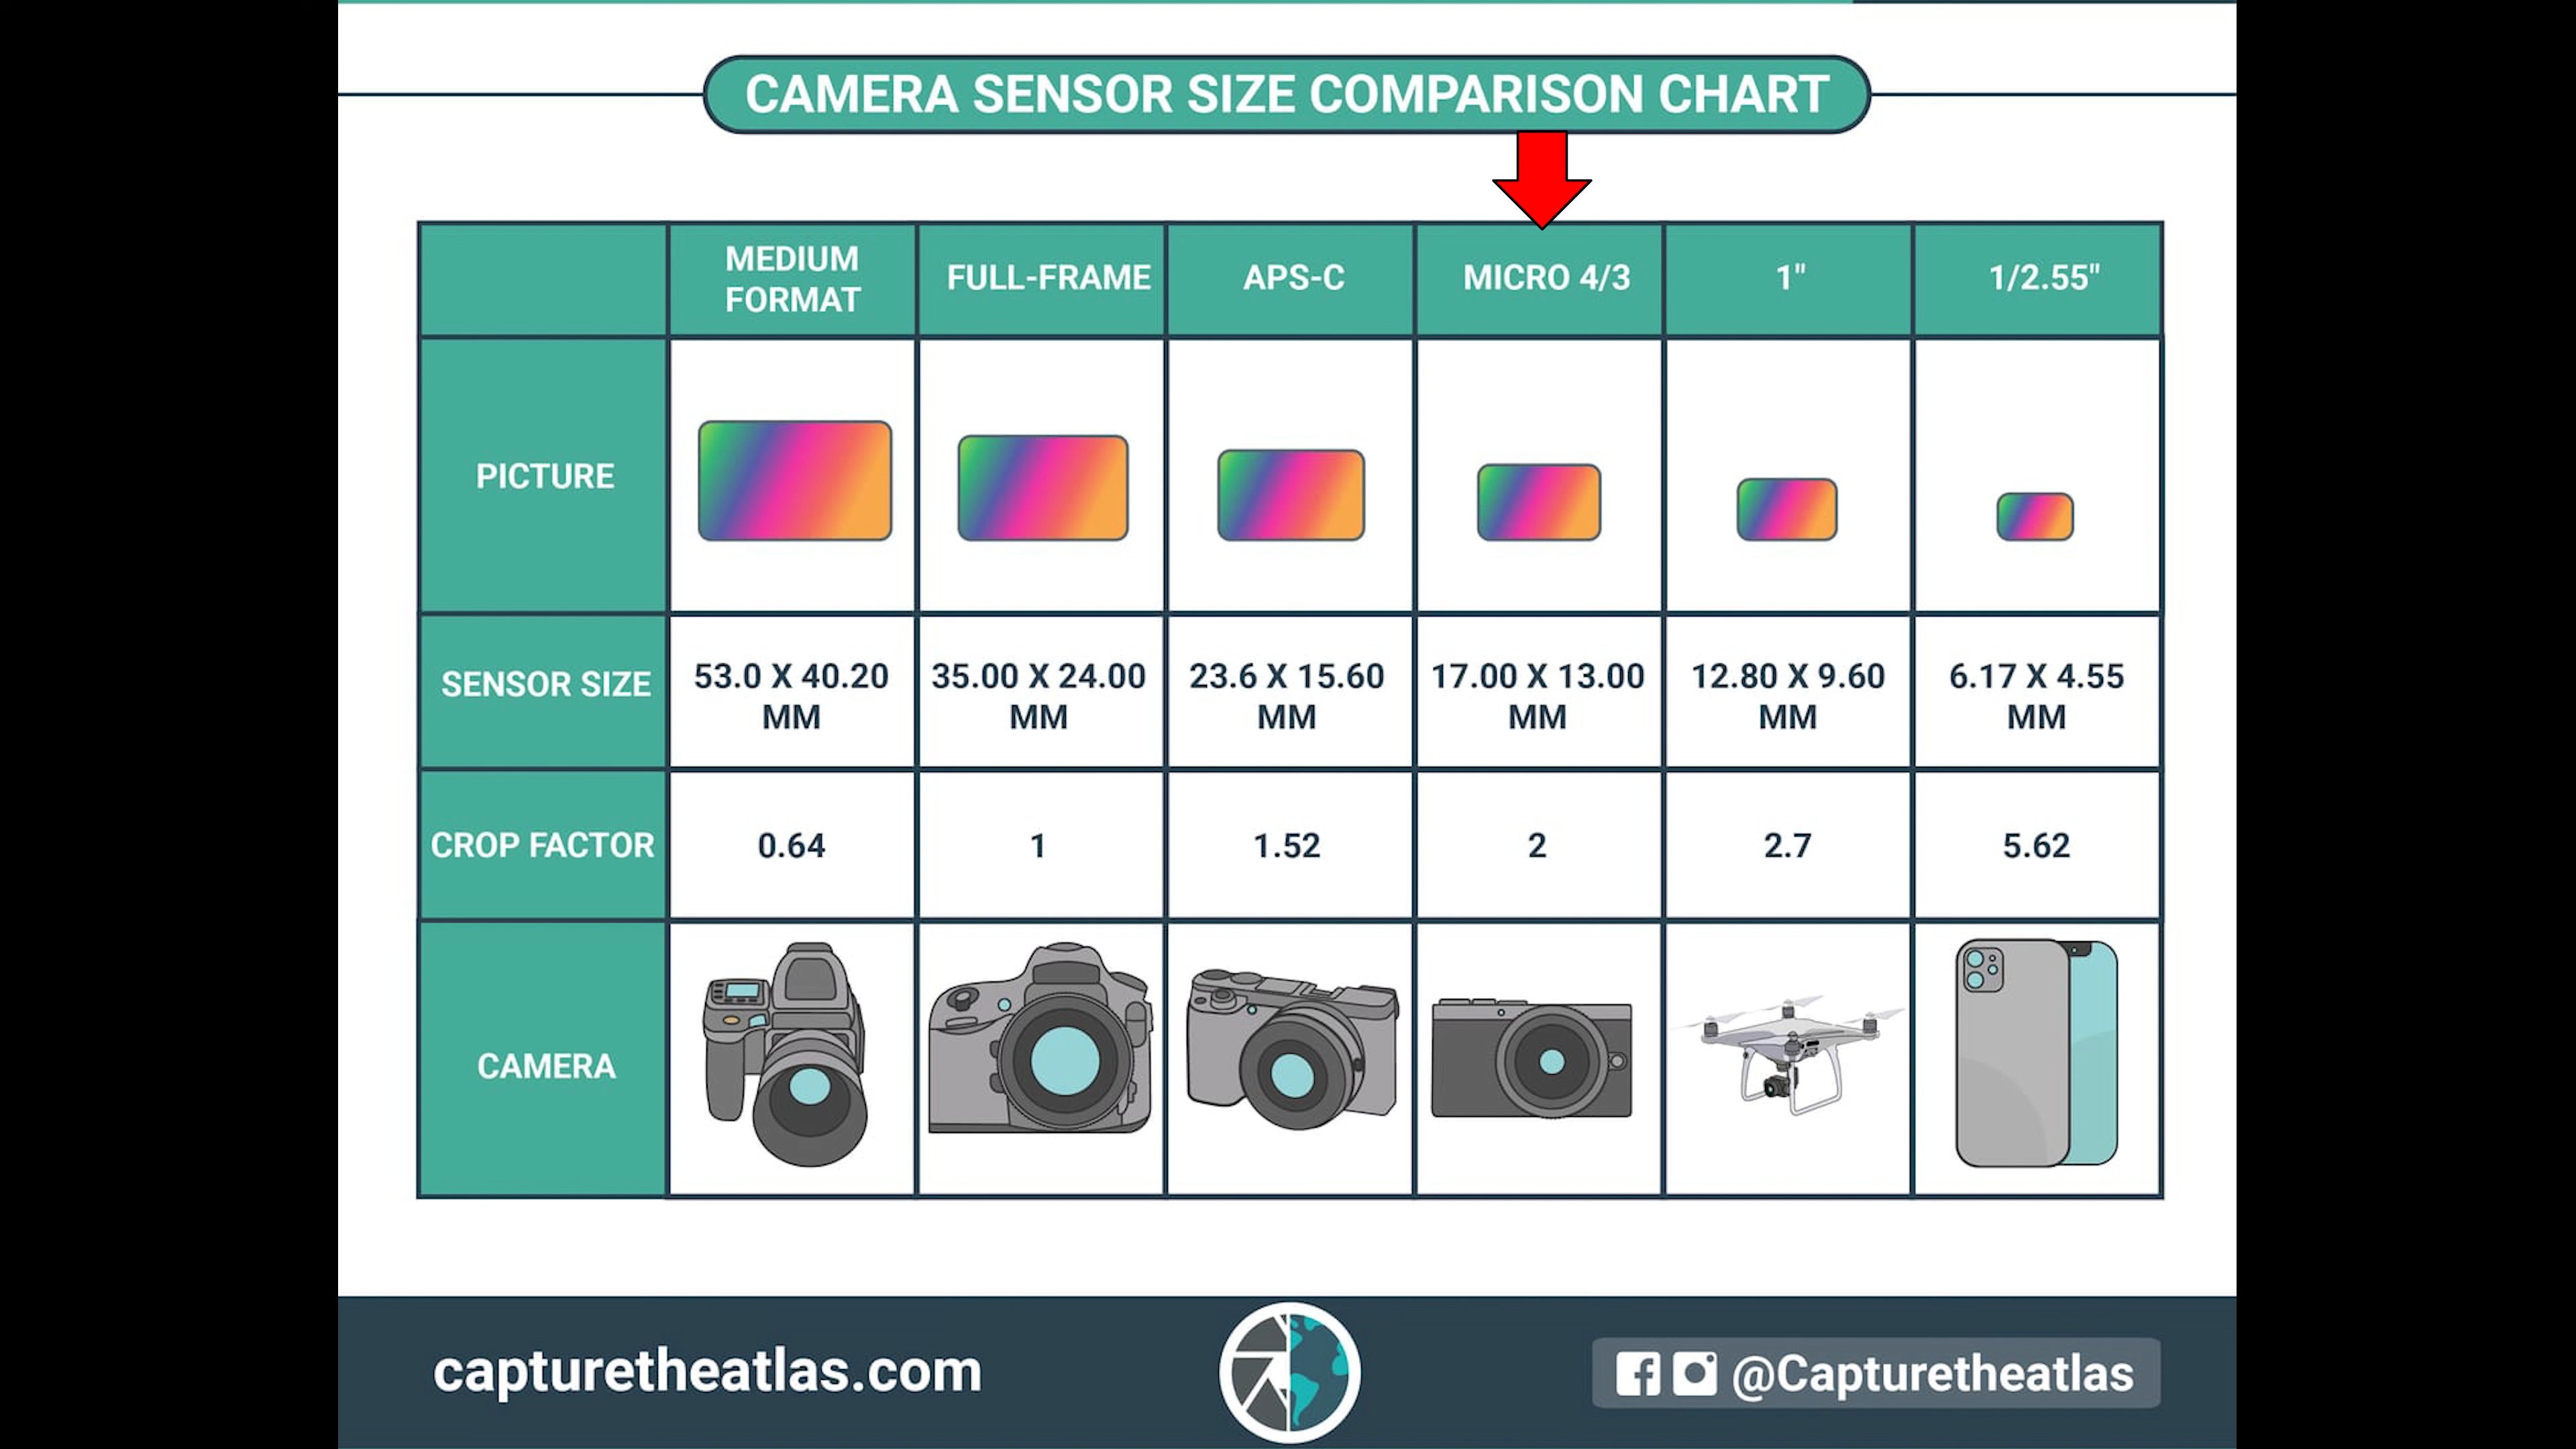 CAMERA SENSOR SIZE COMPARISON CHART
MEDIUM
FORMAT
FULL-FRAME
APS-C
MICRO 4/3
1"
1/2.55"
PICTURE
SENSOR SIZE
53.0 X 40.20
MM
35.00 X 24.00
MM
23.6 X 15.60
MM
17.00 X 13.00
MM
12.80 X 9.60
MM
6.17 X 4.55
MM
CROP FACTOR
0.64
1
1.52
2
2.7
5.62
CAMERA
capturetheatlas.com
@Capturetheatlas